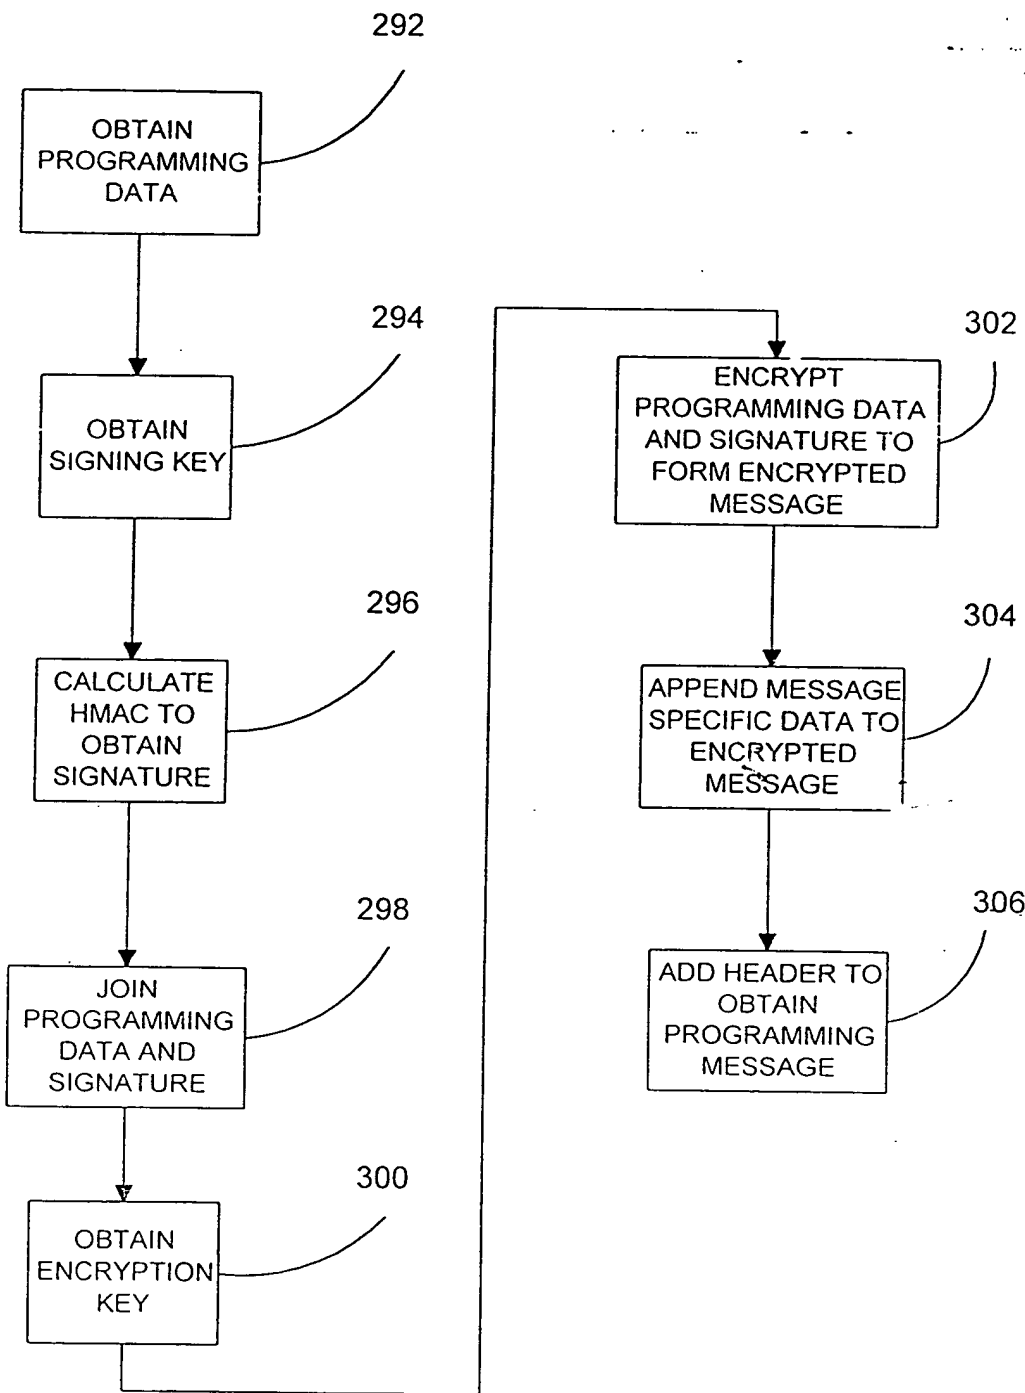 292
OBTAIN
PROGRAMMING
DATA
294
OBTAIN
SIGNING KEY
296
CALCULATE
HMAC TO
OBTAIN
SIGNATURE
298
JOIN
PROGRAMMING
DATA AND
SIGNATURE
300
OBTAIN
ENCRYPTION
KEY
302
ENCRYPT
PROGRAMMING DATA
AND SIGNATURE TO
FORM ENCRYPTED
MESSAGE
304
APPEND MESSAGE
SPECIFIC DATA TO
ENCRYPTED
MESSAGE
306
ADD HEADER TO
OBTAIN
PROGRAMMING
MESSAGE